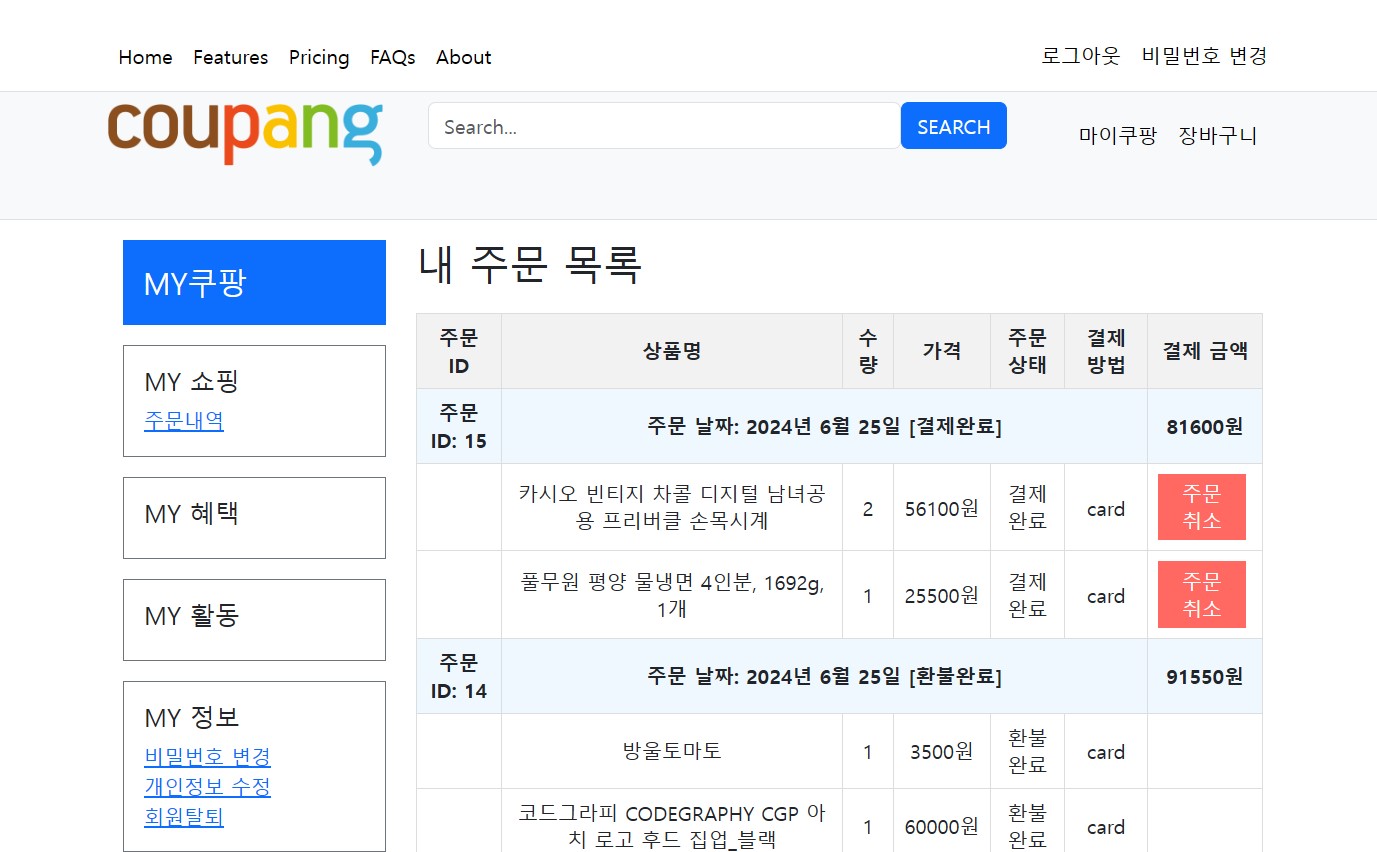 Home Features Pricing FAQs About 로그아웃 비밀번호 변경
coupang Search... SEARCH 마이쿠팡 장바구니
MY쿠팡
MY 쇼핑
주문내역
MY 혜택
MY 활동
MY 정보
비밀번호 변경
개인정보 수정
회원탈퇴
내 주문 목록
주문 ID 상품명 수량 가격 주문 상태 결제 방법 결제 금액
주문 ID: 15 주문 날짜: 2024년 6월 25일 [결제완료] 81600원
카시오 빈티지 차콜 디지털 남녀공용 프리버클 손목시계 2 56100원 결제 완료 card 주문 취소
풀무원 평양 물냉면 4인분, 1692g, 1개 1 25500원 결제 완료 card 주문 취소
주문 ID: 14 주문 날짜: 2024년 6월 25일 [환불완료] 91550원
방울토마토 1 3500원 환불 완료 card
코드그라피 CODEGRAPHY CGP 아치 로고 후드 집업_블랙 1 60000원 환불 완료 card